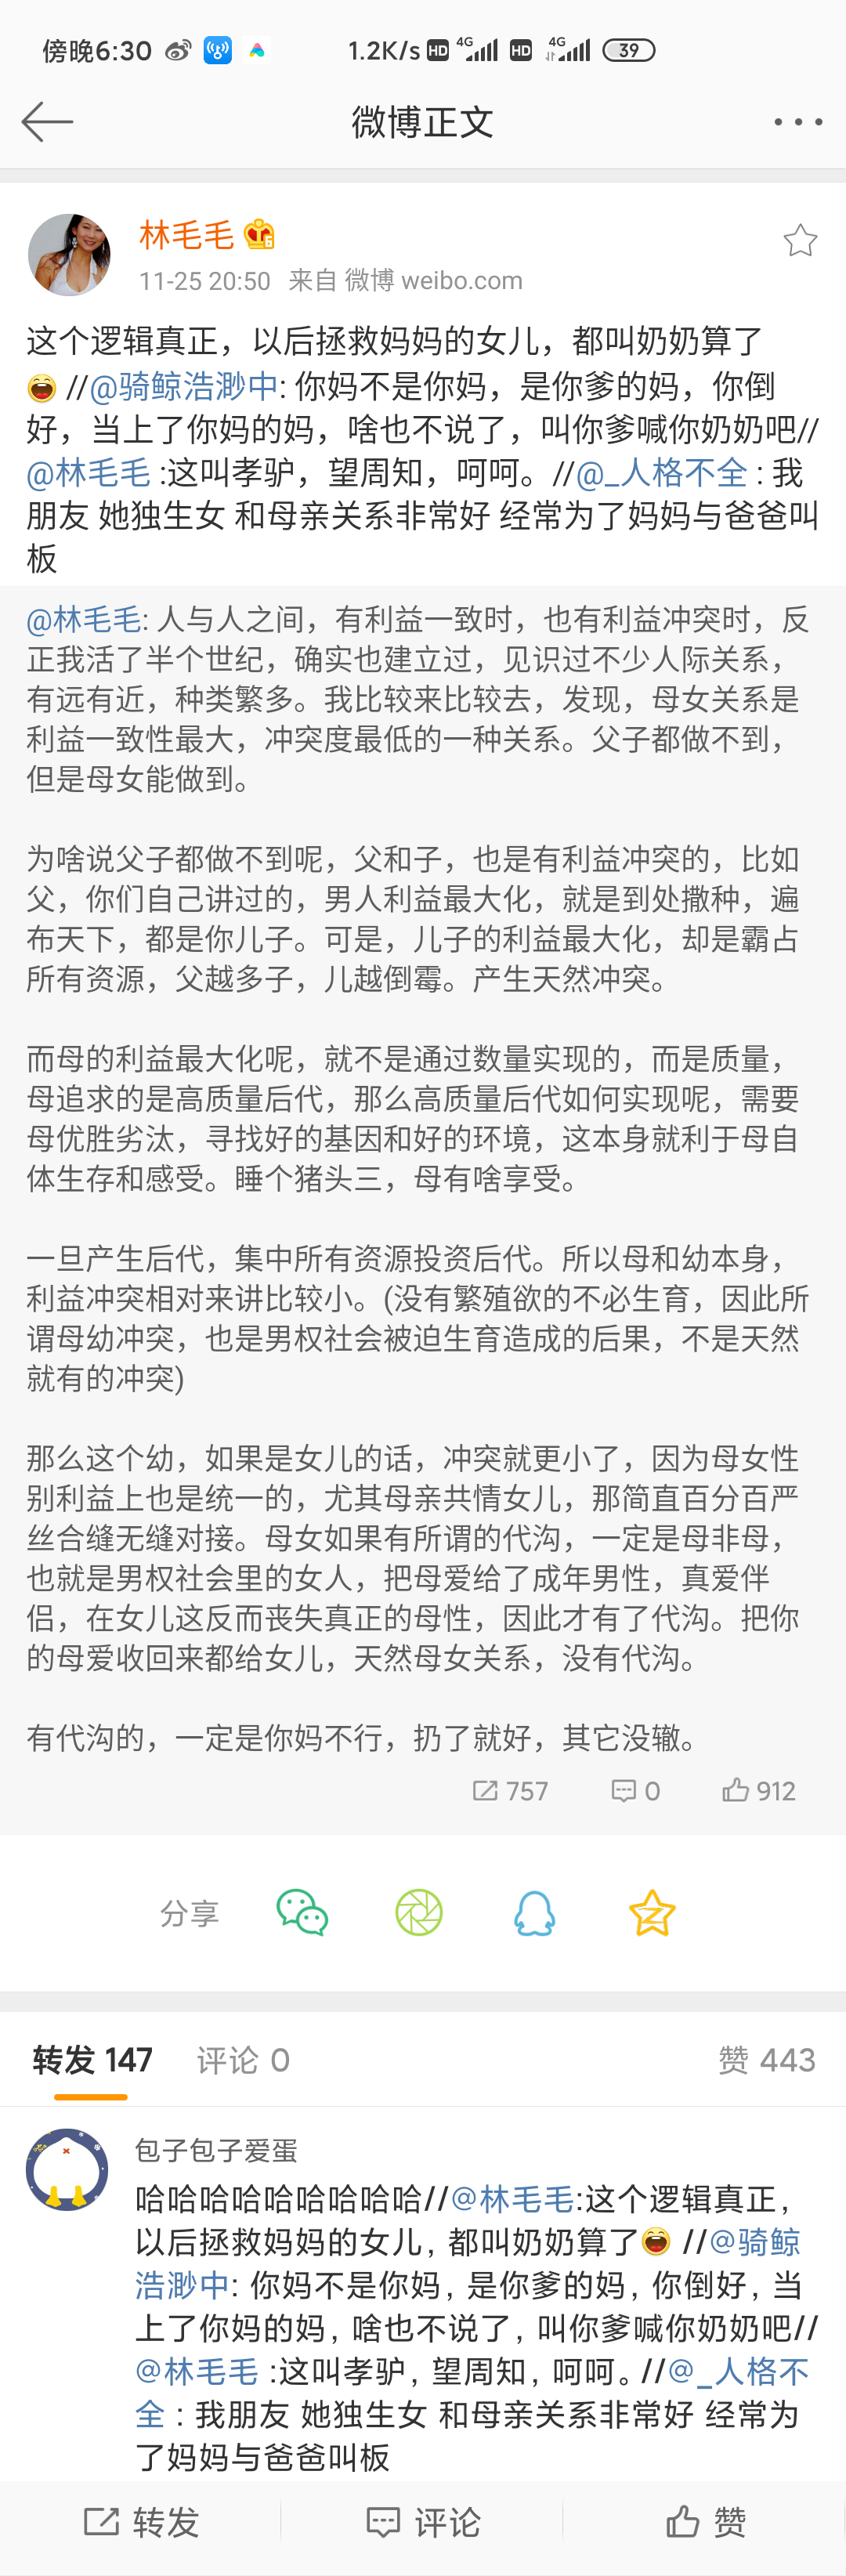 傍晚6:30 1.2K/s HD 4G HD 4G 39
微博正文
林毛毛 6
11-25 20:50 来自 微博 weibo.com
这个逻辑真正，以后拯救妈妈的女儿，都叫奶奶算了
//@骑鲸浩渺中: 你妈不是你妈，是你爹的妈，你倒
好，当上了你妈的妈，啥也不说了，叫你爹喊你奶奶吧//
@林毛毛 :这叫孝驴，望周知，呵呵。//@_人格不全 : 我
朋友 她独生女 和母亲关系非常好 经常为了妈妈与爸爸叫
板
@林毛毛: 人与人之间，有利益一致时，也有利益冲突时，反
正我活了半个世纪，确实也建立过，见识过不少人际关系，
有远有近，种类繁多。我比较来比较去，发现，母女关系是
利益一致性最大，冲突度最低的一种关系。父子都做不到，
但是母女能做到。
为啥说父子都做不到呢，父和子，也是有利益冲突的，比如
父，你们自己讲过的，男人利益最大化，就是到处撒种，遍
布天下，都是你儿子。可是，儿子的利益最大化，却是霸占
所有资源，父越多子，儿越倒霉。产生天然冲突。
而母的利益最大化呢，就不是通过数量实现的，而是质量，
母追求的是高质量后代，那么高质量后代如何实现呢，需要
母优胜劣汰，寻找好的基因和好的环境，这本身就利于母自
体生存和感受。睡个猪头三，母有啥享受。
一旦产生后代，集中所有资源投资后代。所以母和幼本身，
利益冲突相对来讲比较小。(没有繁殖欲的不必生育，因此所
谓母幼冲突，也是男权社会被迫生育造成的后果，不是天然
就有的冲突)
那么这个幼，如果是女儿的话，冲突就更小了，因为母女性
别利益上也是统一的，尤其母亲共情女儿，那简直百分百严
丝合缝无缝对接。母女如果有所谓的代沟，一定是母非母，
也就是男权社会里的女人，把母爱给了成年男性，真爱伴
侣，在女儿这反而丧失真正的母性，因此才有了代沟。把你
的母爱收回来都给女儿，天然母女关系，没有代沟。
有代沟的，一定是你妈不行，扔了就好，其它没辙。
757 0 912
分享
转发 147 评论 0 赞 443
包子包子爱蛋
哈哈哈哈哈哈哈哈哈//@林毛毛:这个逻辑真正，
以后拯救妈妈的女儿，都叫奶奶算了 //@骑鲸
浩渺中: 你妈不是你妈，是你爹的妈，你倒好，当
上了你妈的妈，啥也不说了，叫你爹喊你奶奶吧//
@林毛毛 :这叫孝驴，望周知，呵呵。//@_人格不
全 : 我朋友 她独生女 和母亲关系非常好 经常为
了妈妈与爸爸叫板
转发 评论 赞